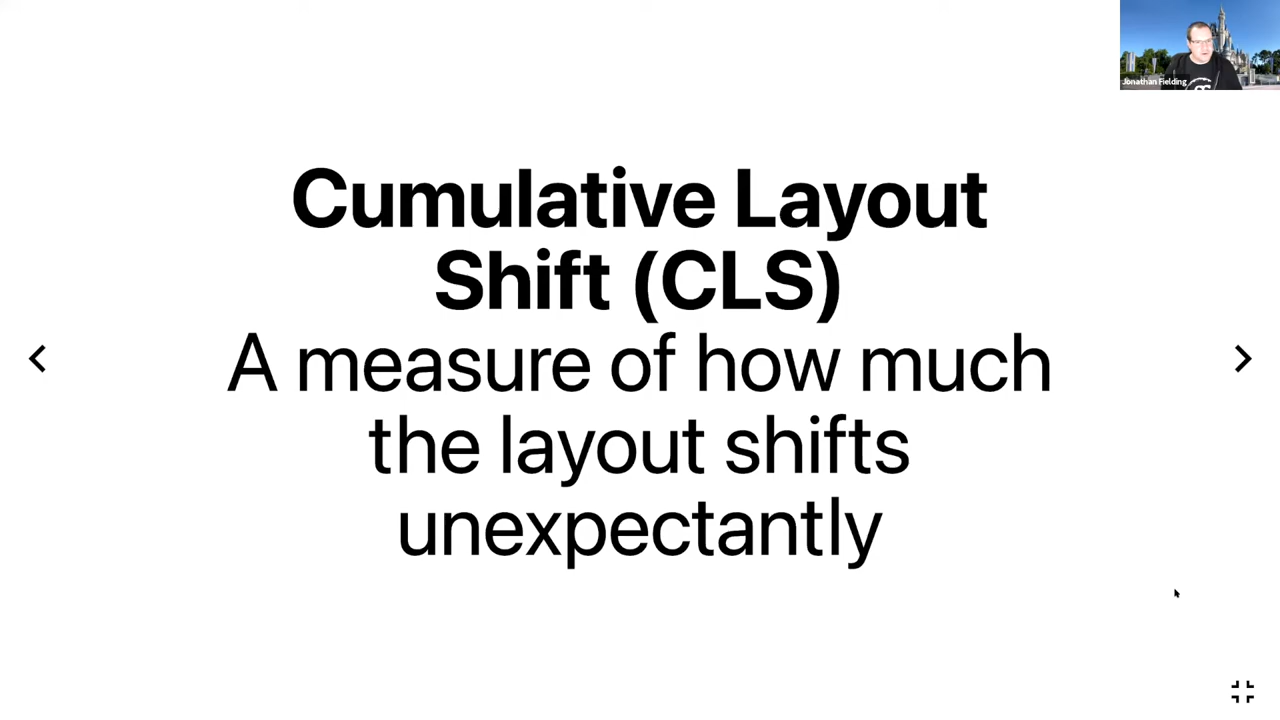 Jonathan Fielding
Cumulative Layout
Shift (CLS)
A measure of how much
the layout shifts
unexpectantly